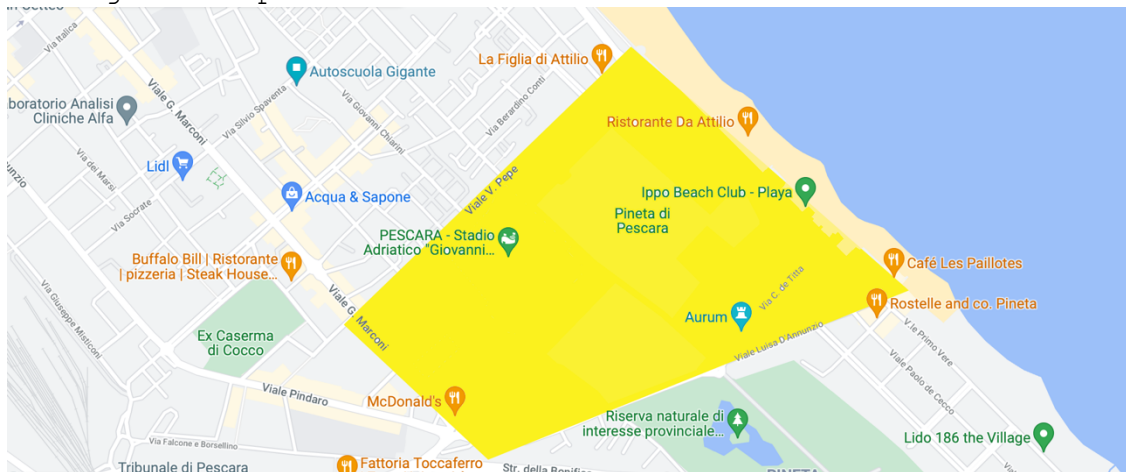 La Figlia di Attilio
Via Italica
Viale G. Marconi
Autoscuola Gigante
Via Silvio Spaventa
Via Giovanni Chiarini
Via Berardino Conti
boratorio Analisi
Cliniche Alfa
Ristorante Da Attilio
Lidl
Via dei Marsi
Via Socrate
Acqua & Sapone
Viale V. Pepe
Ippo Beach Club - Playa
Pineta di
Pescara
PESCARA - Stadio
Adriatico "Giovanni...
Buffalo Bill | Ristorante
| pizzeria | Steak House...
Café Les Paillotes
Via C. de Titta
Rostelle and co. Pineta
Via Giuseppe Misticoni
Viale G. Marconi
Aurum
Ex Caserma
di Cocco
Viale Luisa D'Annunzio
V.le Primo Vere
Viale Paolo de Cecco
Viale Pindaro
McDonald's
Riserva naturale di
interesse provinciale...
Lido 186 the Village
Via Falcone e Borsellino
Tribunale di Pescara
Fattoria Toccaferro
Str. della Bonifica
PINETA